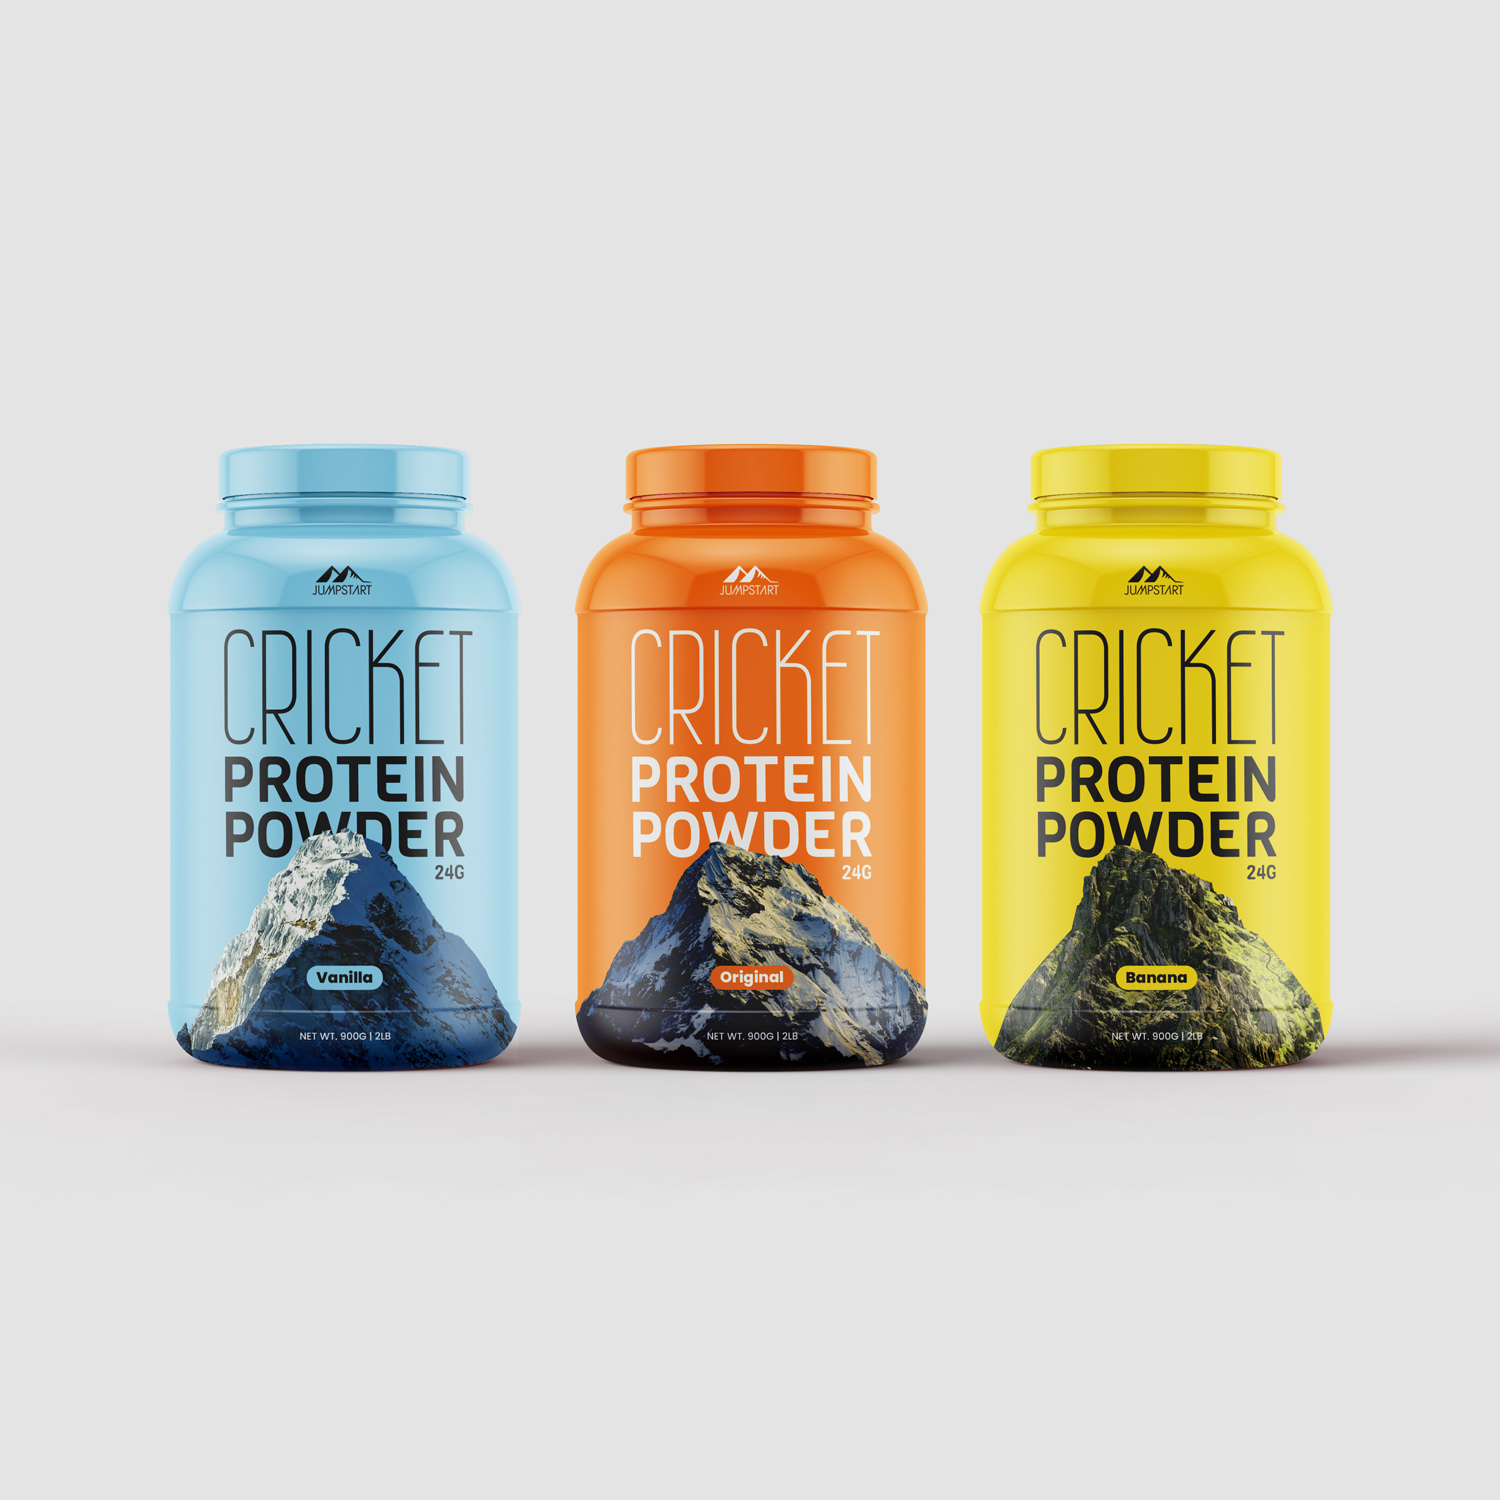 JUMPSTART
CRICKET
PROTEIN
POWDER
24G
Vanilla
NET WT. 900G | 2LB
JUMPSTART
CRICKET
PROTEIN
POWDER
24G
Original
NET WT. 900G | 2LB
JUMPSTART
CRICKET
PROTEIN
POWDER
24G
Banana
NET WT. 900G | 2LB